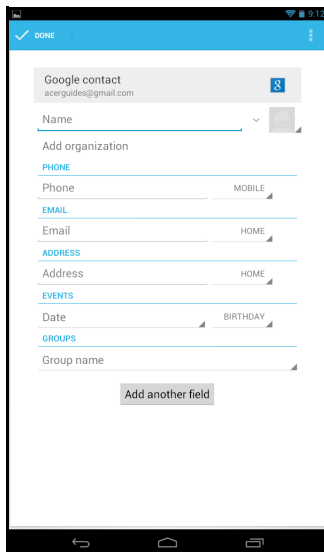 9:12
DONE
Google contact
acerguides@gmail.com
8
Name
Add organization
PHONE
Phone MOBILE
EMAIL
Email HOME
ADDRESS
Address HOME
EVENTS
Date BIRTHDAY
GROUPS
Group name
Add another field